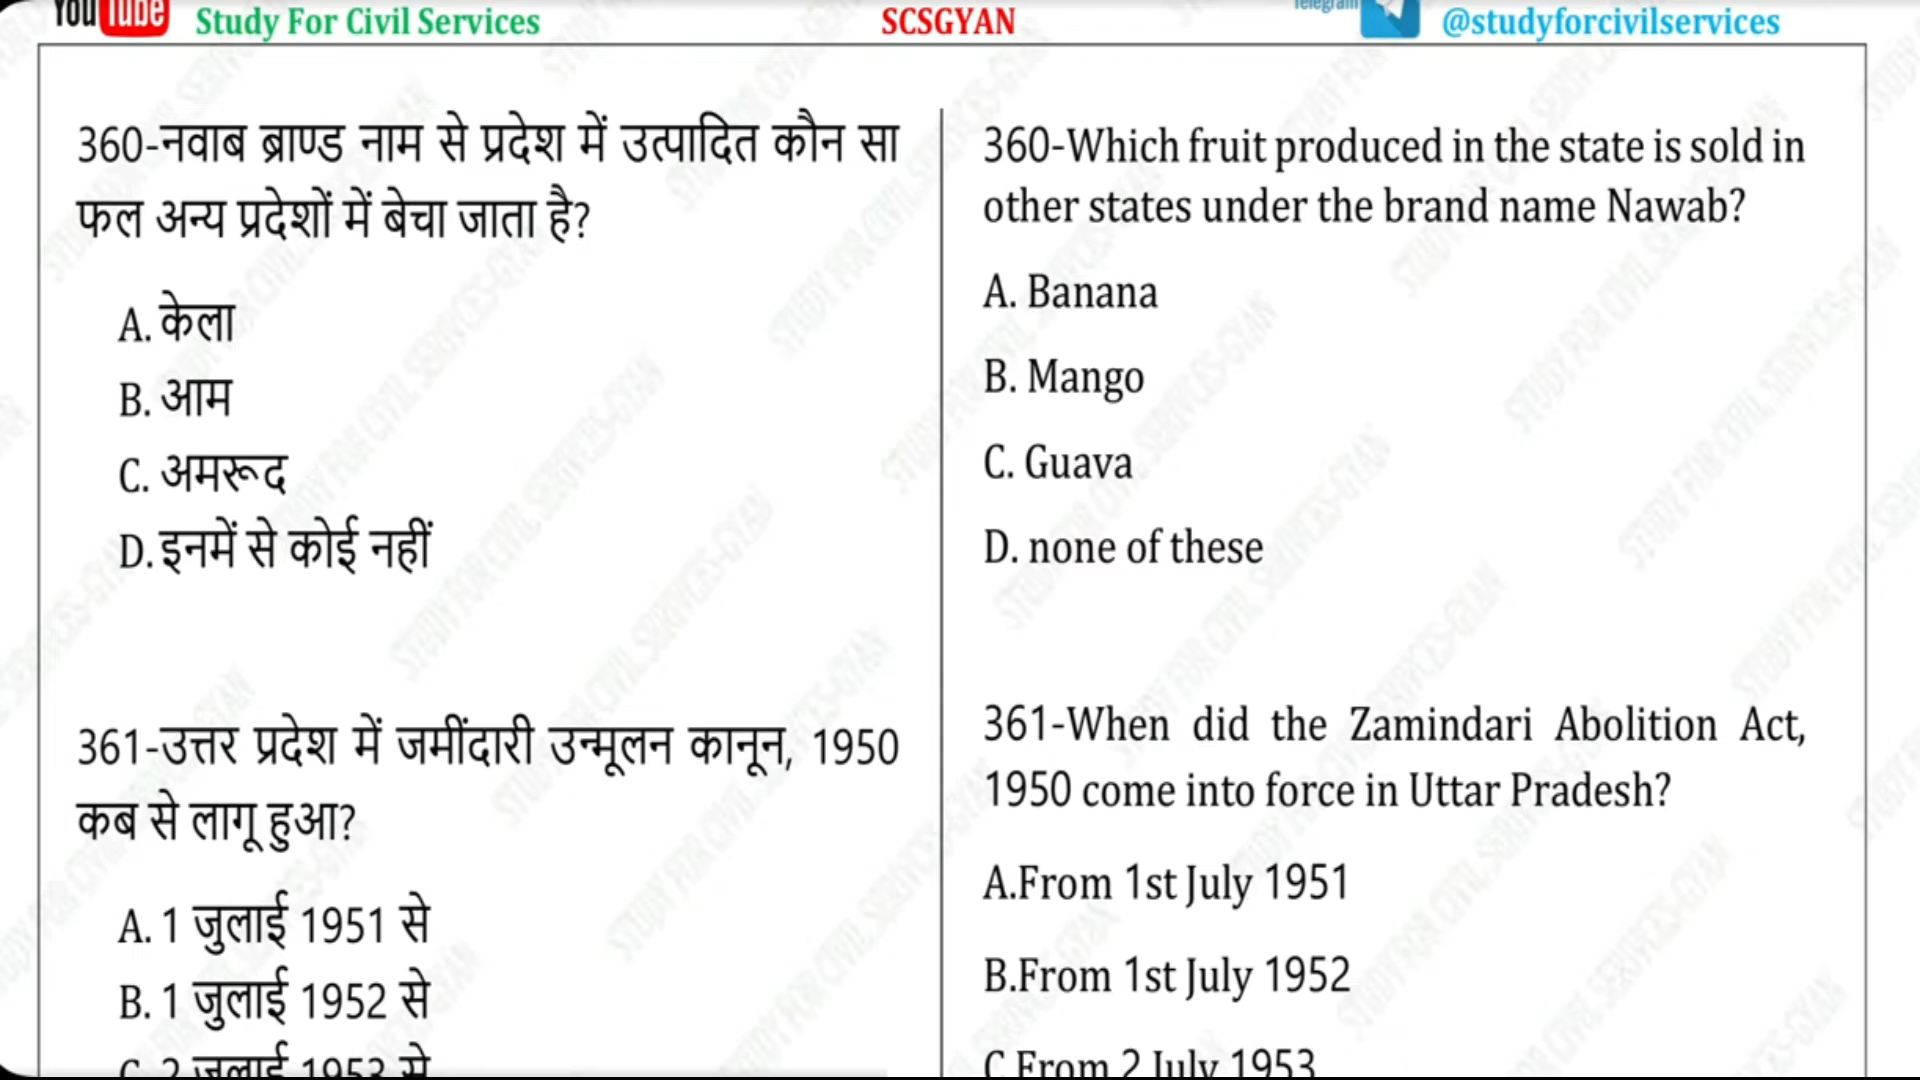 YouTube Study For Civil Services SCSGYAN Telegram @studyforcivilservices
360-नवाब ब्राण्ड नाम से प्रदेश में उत्पादित कौन सा
फल अन्य प्रदेशों में बेचा जाता है?
A. केला
B. आम
C. अमरूद
D. इनमें से कोई नहीं
361-उत्तर प्रदेश में जमींदारी उन्मूलन कानून, 1950
कब से लागू हुआ?
A. 1 जुलाई 1951 से
B. 1 जुलाई 1952 से
C. 2 जुलाई 1953 से
360-Which fruit produced in the state is sold in
other states under the brand name Nawab?
A. Banana
B. Mango
C. Guava
D. none of these
361-When did the Zamindari Abolition Act,
1950 come into force in Uttar Pradesh?
A.From 1st July 1951
B.From 1st July 1952
C.From 2 July 1953